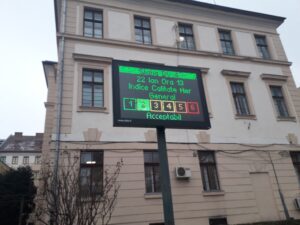 22 Ian Ora 13
Indice Calitate Aer
General
1 3 4 5 6
Acceptabil